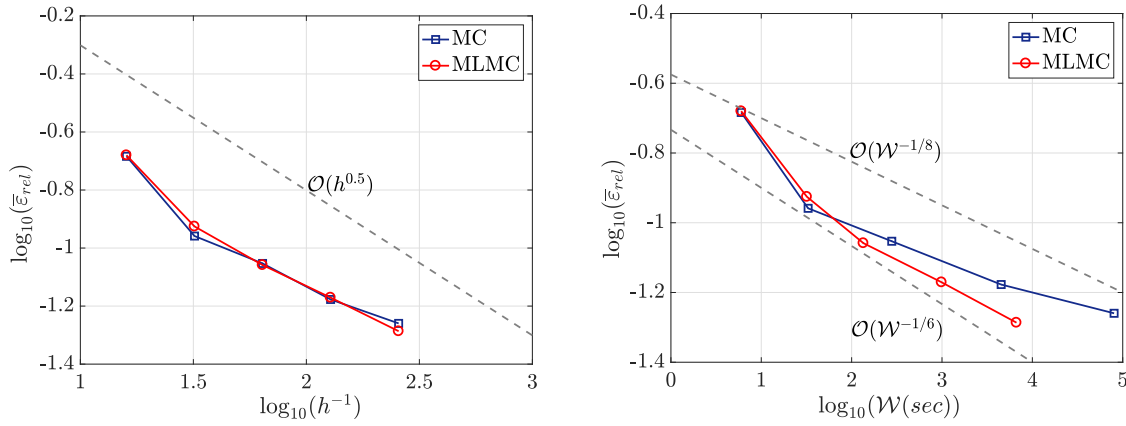 -0.2
-0.4
-0.6
-0.8
-1
-1.2
-1.4
1
1.5
2
2.5
3
log₁₀(ε̅_rel)
log₁₀(h⁻¹)
MC
MLMC
𝒪(h^0.5)
-0.4
-0.6
-0.8
-1
-1.2
-1.4
0
1
2
3
4
5
log₁₀(ε̅_rel)
log₁₀(𝒲(sec))
MC
MLMC
𝒪(𝒲^-1/8)
𝒪(𝒲^-1/6)